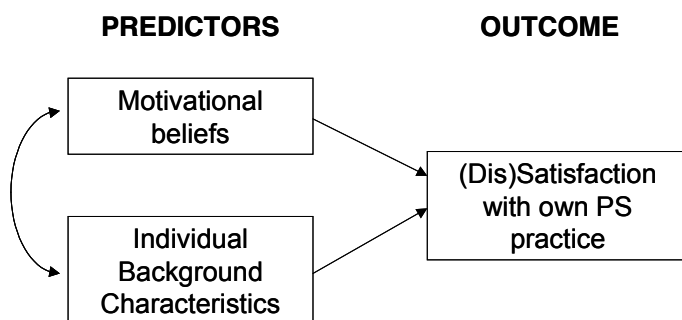 PREDICTORS
OUTCOME
Motivational
beliefs
(Dis)Satisfaction
with own PS
practice
Individual
Background
Characteristics